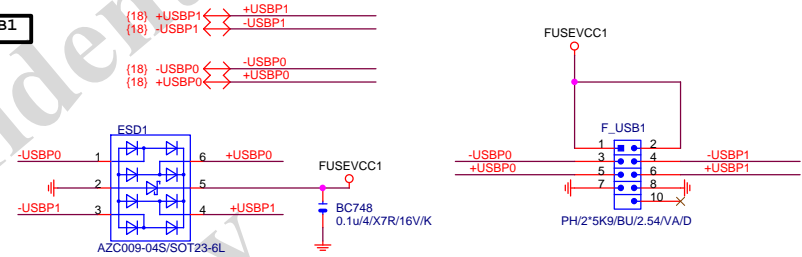 B1
{18} +USBP1 +USBP1
{18} -USBP1 -USBP1
{18} -USBP0 -USBP0
{18} +USBP0 +USBP0
FUSEVCC1
ESD1
-USBP0 1 6 +USBP0
2 5
-USBP1 3 4 +USBP1
AZC009-04S/SOT23-6L
FUSEVCC1
BC748
0.1u/4/X7R/16V/K
F_USB1
1 2
-USBP0 3 4 -USBP1
+USBP0 5 6 +USBP1
7 8
10
PH/2*5K9/BU/2.54/VA/D